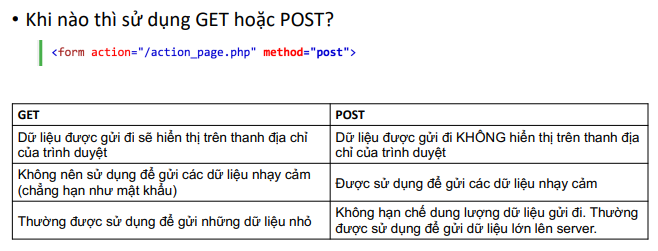 • Khi nào thì sử dụng GET hoặc POST?
<form action="/action_page.php" method="post">
GET
POST
Dữ liệu được gửi đi sẽ hiển thị trên thanh địa chỉ
của trình duyệt
Dữ liệu được gửi đi KHÔNG hiển thị trên thanh địa
chỉ của trình duyệt
Không nên sử dụng để gửi các dữ liệu nhạy cảm
(chẳng hạn như mật khẩu)
Được sử dụng để gửi các dữ liệu nhạy cảm
Thường được sử dụng để gửi những dữ liệu nhỏ
Không hạn chế dung lượng dữ liệu gửi đi. Thường
được sử dụng để gửi dữ liệu lớn lên server.